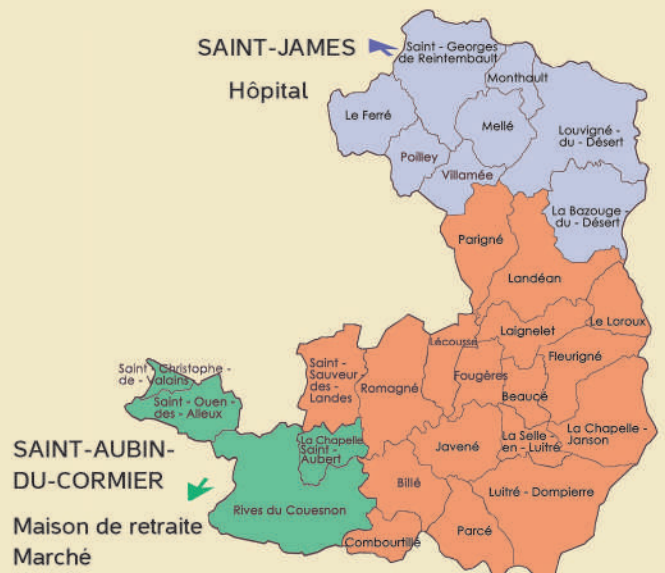 SAINT-JAMES
Hôpital
Saint - Georges
de Reintembault
Monthault
Le Ferré
Mellé
Louvigné -
du - Désert
Poilley
Villamée
La Bazouge -
du - Désert
Parigné
Landéan
Le Loroux
Lécousse
Laignelet
Fleurigné
Saint -
Sauveur
des -
Landes
Romagné
Fougères
Beaucé
Saint - Christophe -
de - Valains
Saint - Ouen -
des - Alleux
La Chapelle -
Janson
La Chapelle
Saint -
Aubert
Javené
La Selle -
en - Luitré
SAINT-AUBIN-
DU-CORMIER
Maison de retraite
Marché
Rives du Couesnon
Billé
Luitré - Dompierre
Combourtillé
Parcé